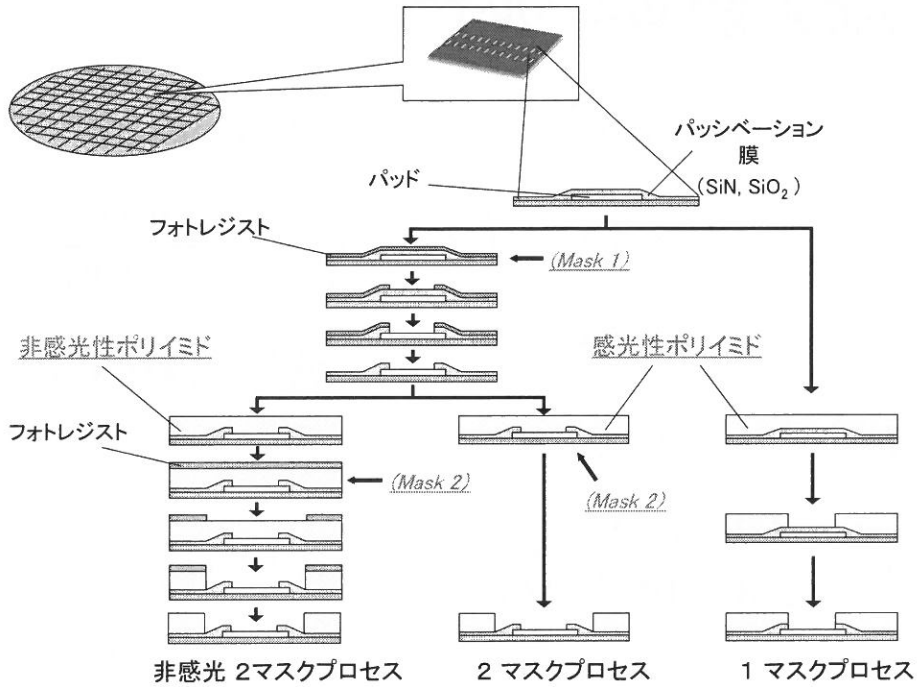 パッシベーション
膜
(SiN, SiO₂ )
パッド
フォトレジスト
(Mask 1)
非感光性ポリイミド
感光性ポリイミド
フォトレジスト
(Mask 2)
(Mask 2)
非感光 2マスクプロセス
2 マスクプロセス
1 マスクプロセス